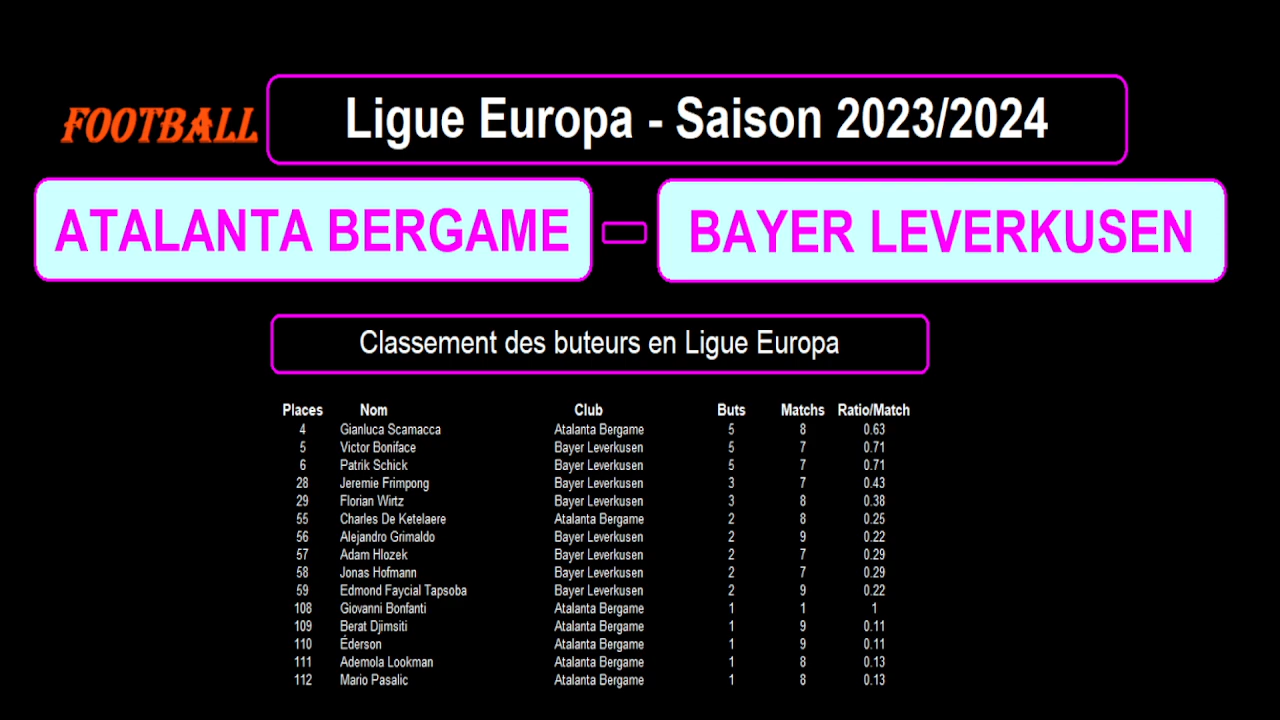 FOOTBALL Ligue Europa - Saison 2023/2024
ATALANTA BERGAME - BAYER LEVERKUSEN
Classement des buteurs en Ligue Europa
Places Nom Club Buts Matchs Ratio/Match
4 Gianluca Scamacca Atalanta Bergame 5 8 0.63
5 Victor Boniface Bayer Leverkusen 5 7 0.71
6 Patrik Schick Bayer Leverkusen 5 7 0.71
28 Jeremie Frimpong Bayer Leverkusen 3 7 0.43
29 Florian Wirtz Bayer Leverkusen 3 8 0.38
55 Charles De Ketelaere Atalanta Bergame 2 8 0.25
56 Alejandro Grimaldo Bayer Leverkusen 2 9 0.22
57 Adam Hlozek Bayer Leverkusen 2 7 0.29
58 Jonas Hofmann Bayer Leverkusen 2 7 0.29
59 Edmond Faycial Tapsoba Bayer Leverkusen 2 9 0.22
108 Giovanni Bonfanti Atalanta Bergame 1 1 1
109 Berat Djimsiti Atalanta Bergame 1 9 0.11
110 Éderson Atalanta Bergame 1 9 0.11
111 Ademola Lookman Atalanta Bergame 1 8 0.13
112 Mario Pasalic Atalanta Bergame 1 8 0.13